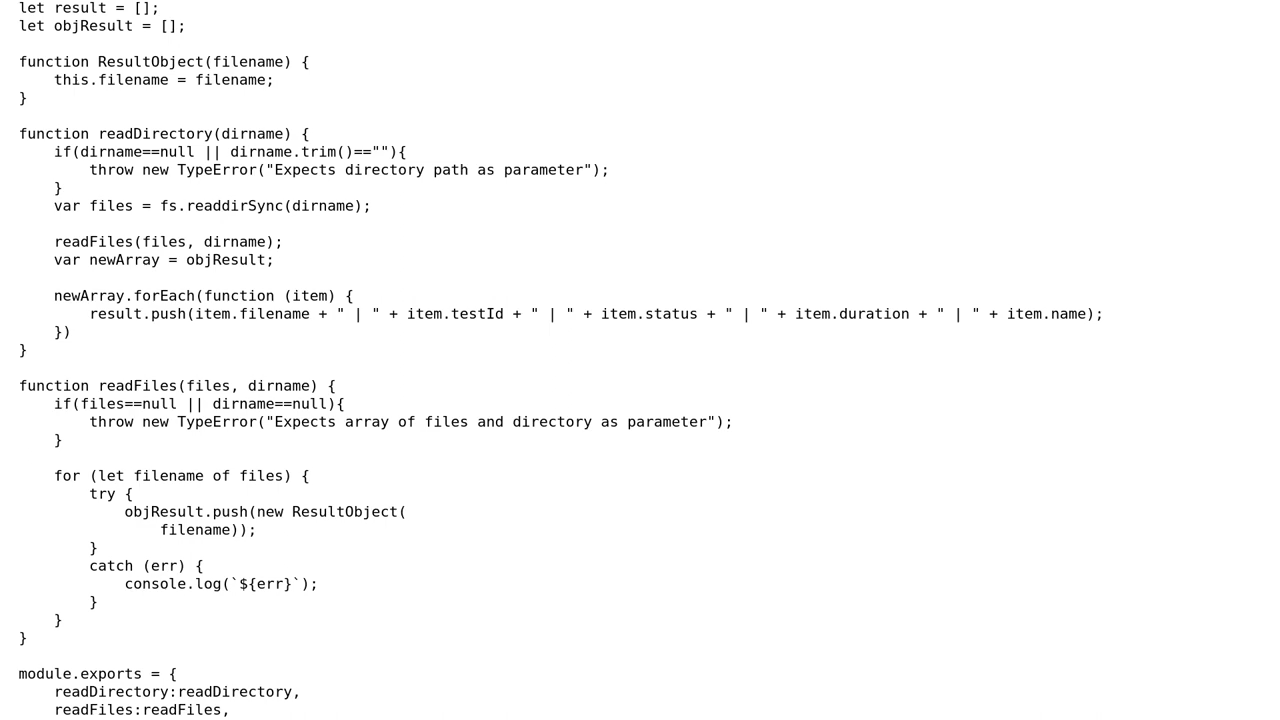 let result = [];
let objResult = [];

function ResultObject(filename) {
    this.filename = filename;
}

function readDirectory(dirname) {
    if(dirname==null || dirname.trim()==""){
        throw new TypeError("Expects directory path as parameter");
    }
    var files = fs.readdirSync(dirname);

    readFiles(files, dirname);
    var newArray = objResult;

    newArray.forEach(function (item) {
        result.push(item.filename + " | " + item.testId + " | " + item.status + " | " + item.duration + " | " + item.name);
    })
}

function readFiles(files, dirname) {
    if(files==null || dirname==null){
        throw new TypeError("Expects array of files and directory as parameter");
    }

    for (let filename of files) {
        try {
            objResult.push(new ResultObject(
                filename));
        }
        catch (err) {
            console.log(`${err}`);
        }
    }
}

module.exports = {
    readDirectory:readDirectory,
    readFiles:readFiles,